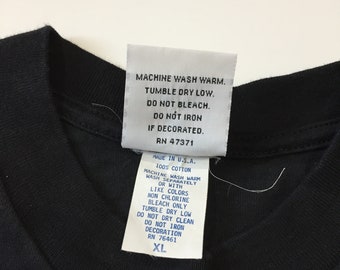 MACHINE WASH WARM.
TUMBLE DRY LOW.
DO NOT BLEACH.
DO NOT IRON
IF DECORATED.
RN 47371
MADE IN U.S.A.
100% COTTON
MACHINE WASH WARM
WASH SEPARATELY
OR WITH
LIKE COLORS
NON CHLORINE
BLEACH ONLY
TUMBLE DRY LOW
DO NOT DRY CLEAN
DO NOT IRON
DECORATION
RN 76461
XL